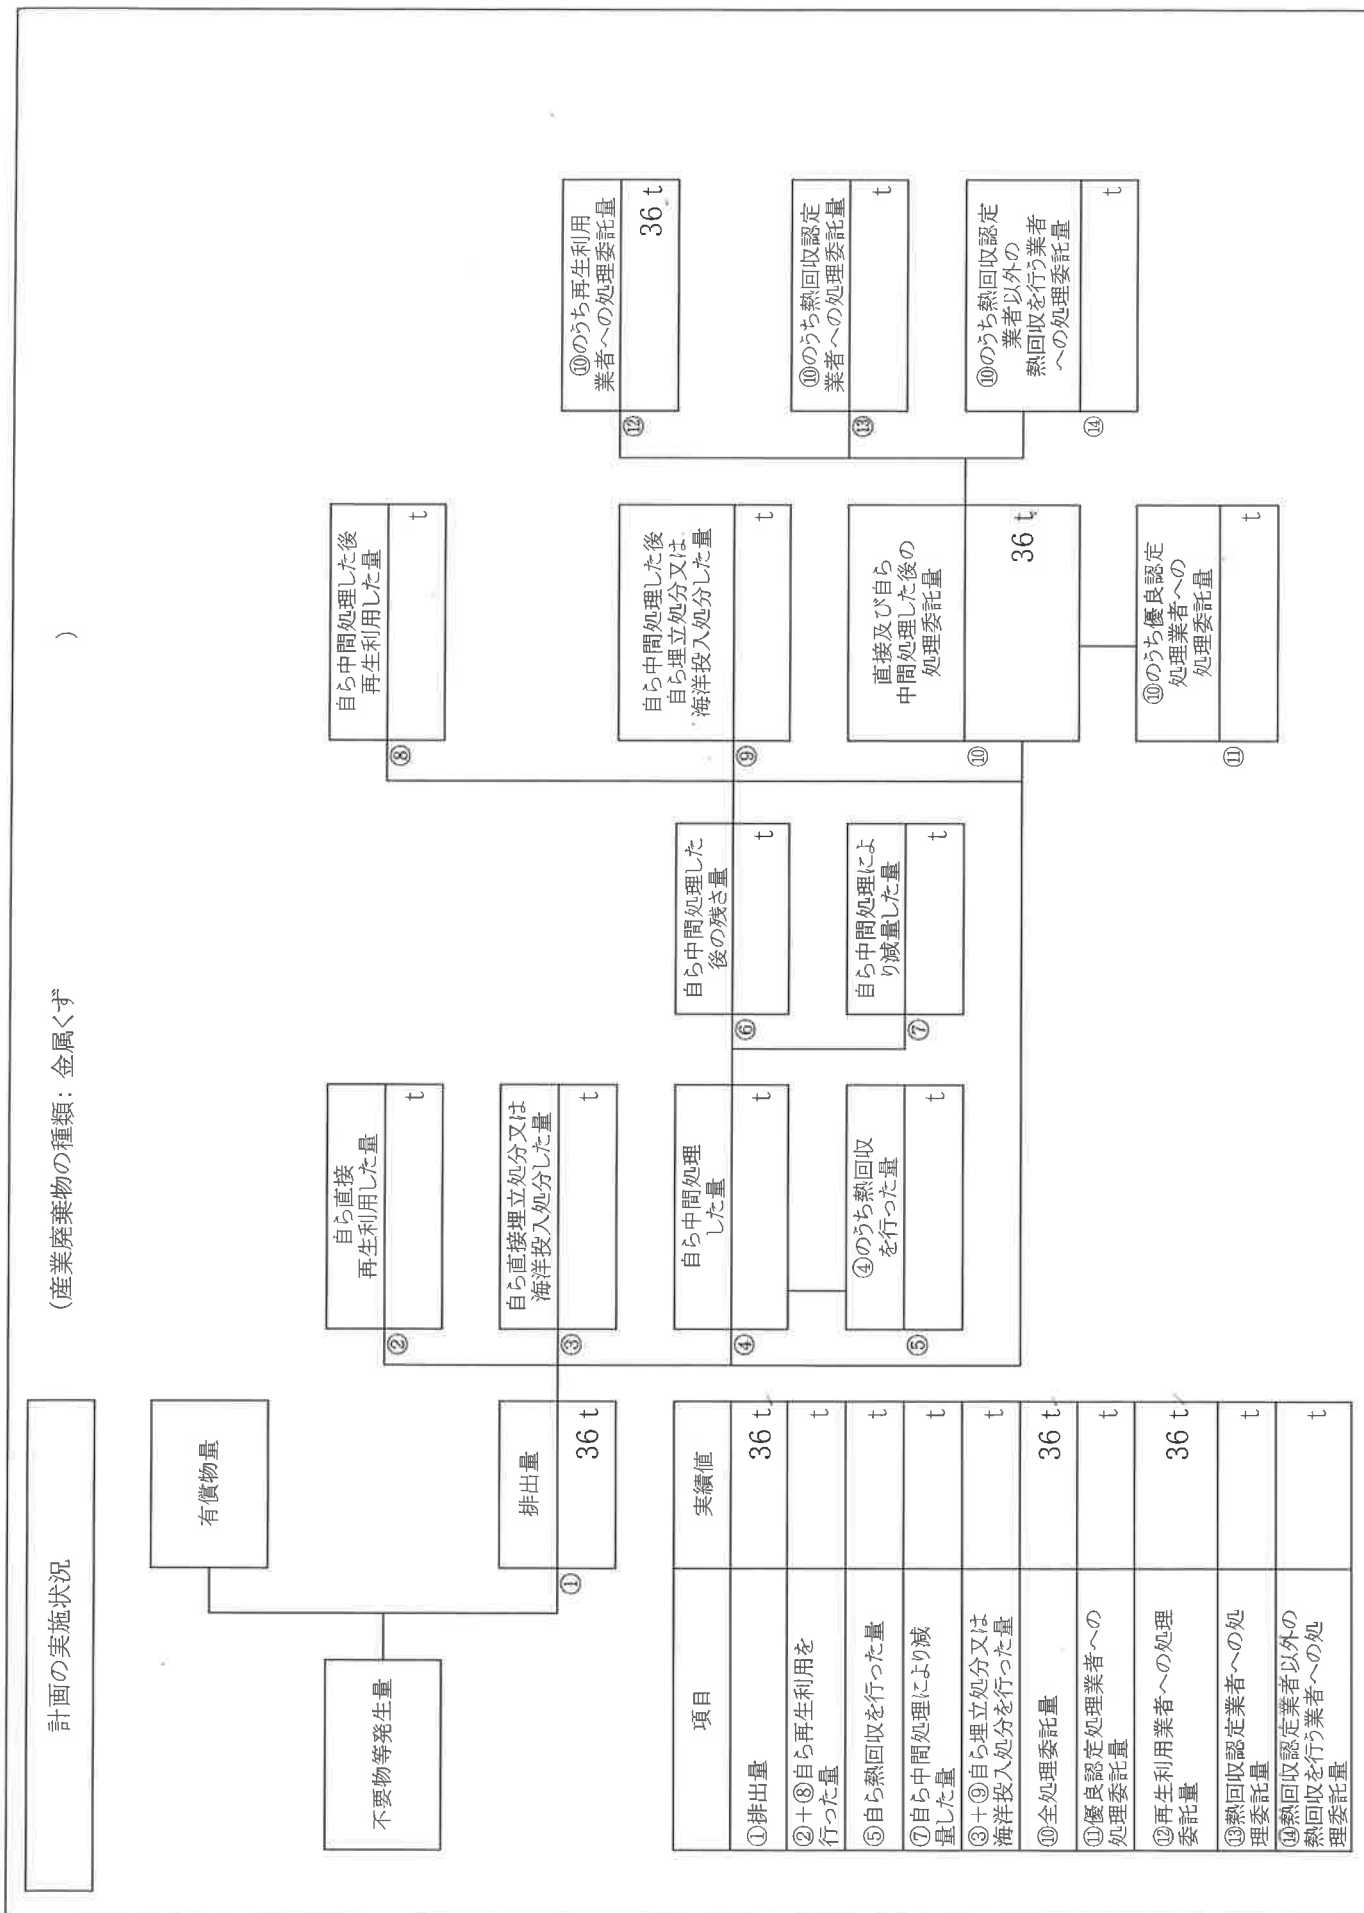 計画の実施状況
(産業廃棄物の種類: 金属くず
)
不要物等発生量
有償物量
①
排出量
36 t
②
自ら直接
再生利用した量
t
③
自ら直接埋立処分又は
海洋投入処分した量
t
④
自ら中間処理
した量
t
⑤
④のうち熱回収
を行った量
t
⑥
自ら中間処理した
後の残さ量
t
⑦
自ら中間処理によ
り減量した量
t
⑧
自ら中間処理した後
再生利用した量
t
⑨
自ら中間処理した後
自ら埋立処分又は
海洋投入処分した量
t
⑩
直接及び自ら
中間処理した後の
処理委託量
36 t
⑪
⑩のうち優良認定
処理業者への
処理委託量
t
⑫
⑩のうち再生利用
業者への処理委託量
36 t
⑬
⑩のうち熱回収認定
業者への処理委託量
t
⑭
⑩のうち熱回収認定
業者以外の
熱回収を行う業者
への処理委託量
t
項目 実績値
①排出量 36 t
②+⑧自ら再生利用を
行った量 t
⑤自ら熱回収を行った量 t
⑦自ら中間処理により減
量した量 t
③+⑨自ら埋立処分又は
海洋投入処分を行った量 t
⑩全処理委託量 36 t
⑪優良認定処理業者への
処理委託量 t
⑫再生利用業者への処理
委託量 36 t
⑬熱回収認定業者への処
理委託量 t
⑭熱回収認定業者以外の
熱回収を行う業者への処
理委託量 t